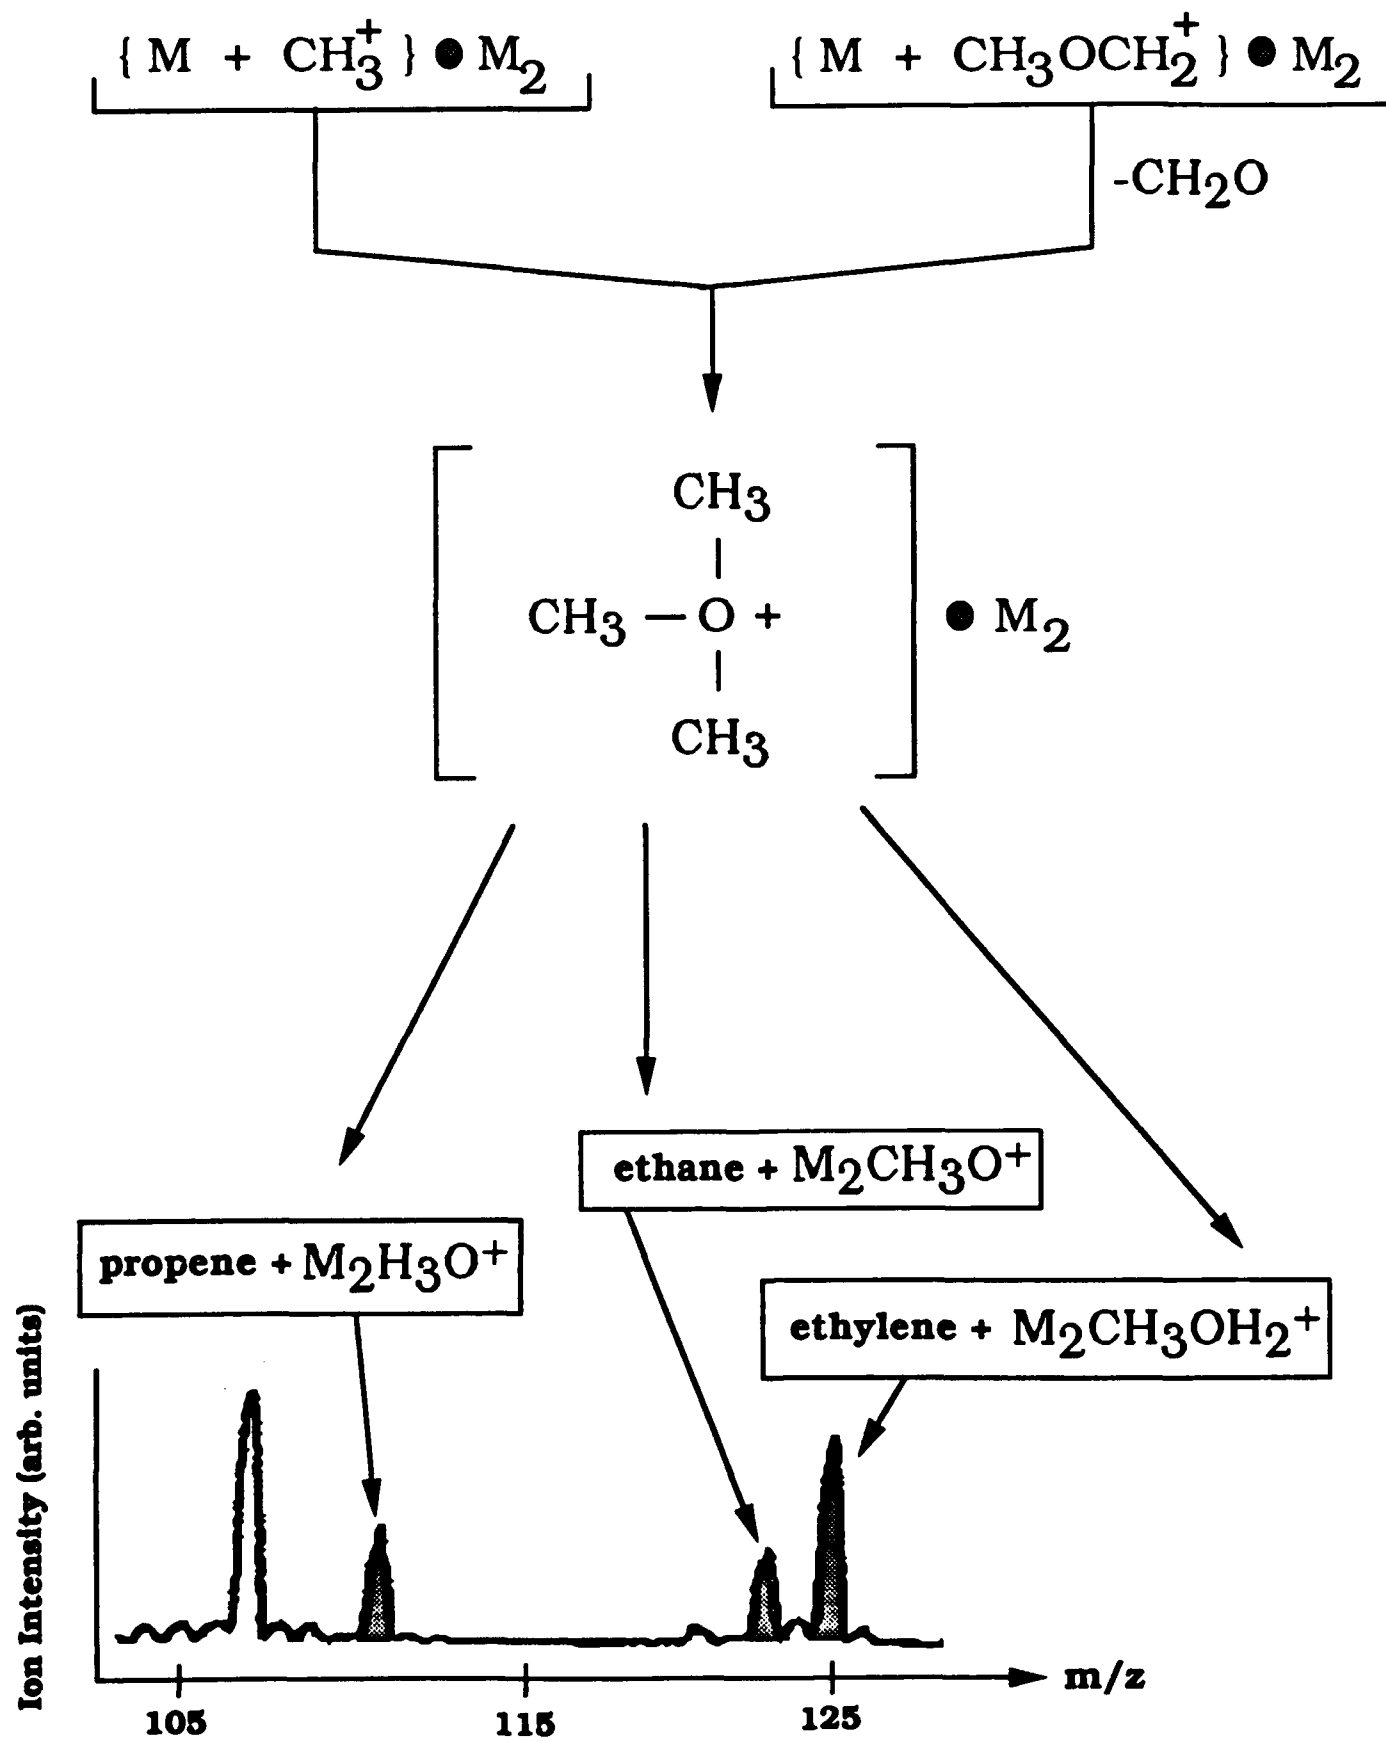 { M + CH₃⁺ } ● M₂
{ M + CH₃OCH₂⁺ } ● M₂
-CH₂O
CH₃
CH₃ — O +
CH₃
● M₂
ethane + M₂CH₃O⁺
propene + M₂H₃O⁺
ethylene + M₂CH₃OH₂⁺
Ion Intensity (arb. units)
m/z
105 115 125